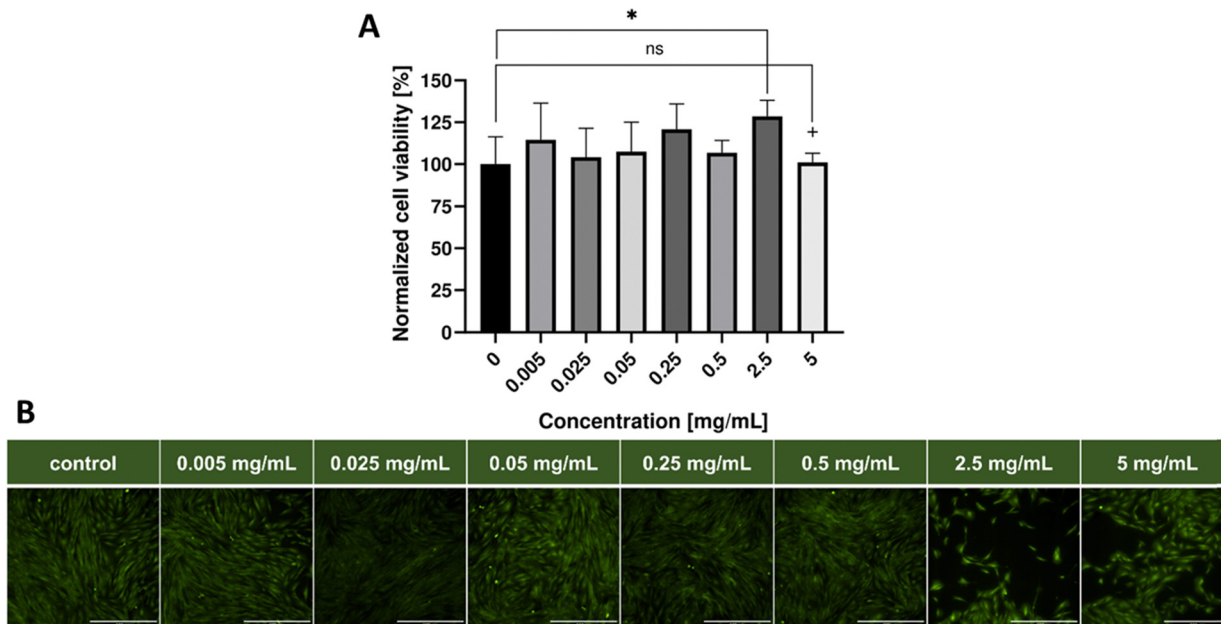 A
*
ns
Normalized cell viability [%]
150
125
100
75
50
25
0
+
0 0.005 0.025 0.05 0.25 0.5 2.5 5
Concentration [mg/mL]
B
control 0.005 mg/mL 0.025 mg/mL 0.05 mg/mL 0.25 mg/mL 0.5 mg/mL 2.5 mg/mL 5 mg/mL